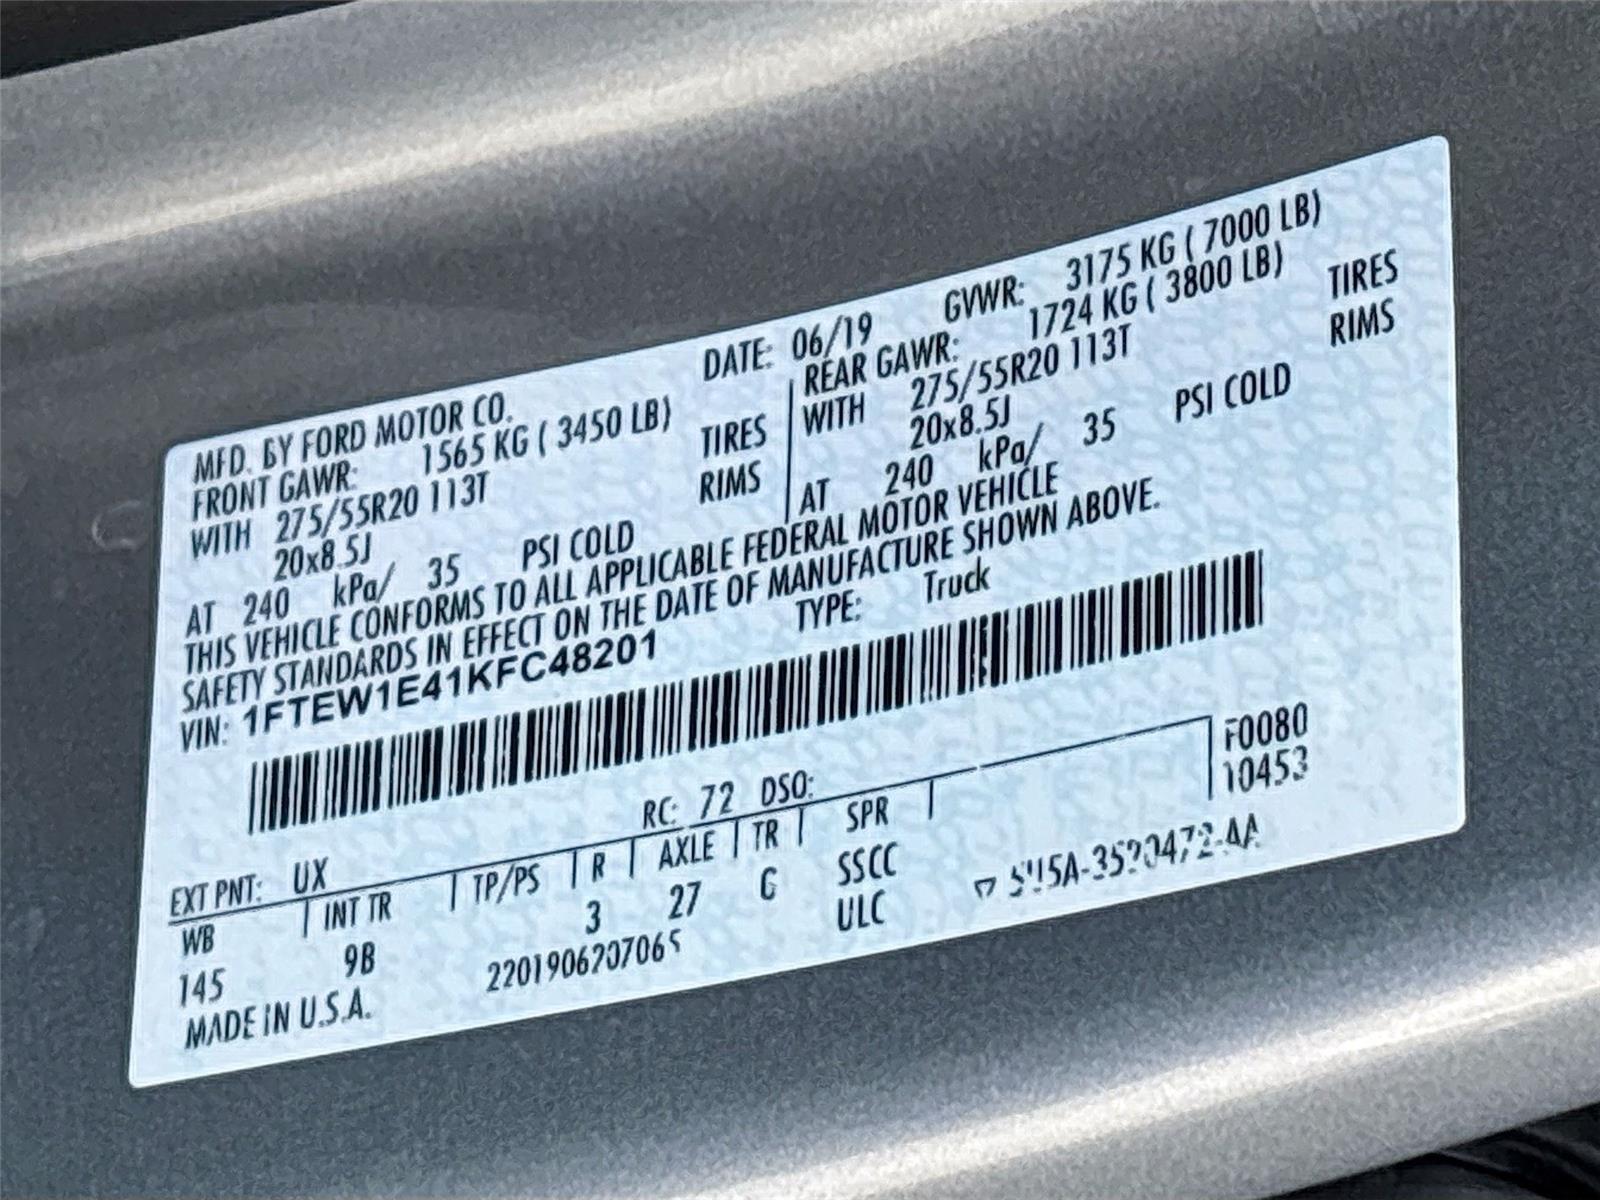 MFD. BY FORD MOTOR CO.
DATE: 06/19
GVWR: 3175 KG ( 7000 LB)
FRONT GAWR: 1565 KG ( 3450 LB)
REAR GAWR: 1724 KG ( 3800 LB)
WITH 275/55R20 113T TIRES
WITH 275/55R20 113T TIRES
20x8.5J RIMS
20x8.5J RIMS
AT 240 kPa/ 35 PSI COLD
AT 240 kPa/ 35 PSI COLD
THIS VEHICLE CONFORMS TO ALL APPLICABLE FEDERAL MOTOR VEHICLE
SAFETY STANDARDS IN EFFECT ON THE DATE OF MANUFACTURE SHOWN ABOVE.
VIN: 1FTEW1E41KFC48201
TYPE: Truck
F0080
10453
EXT PNT: UX RC: 72 DSO:
WB INT TR TP/PS R AXLE TR SPR
145 9B 3 27 G SSCC
ULC
MADE IN U.S.A.